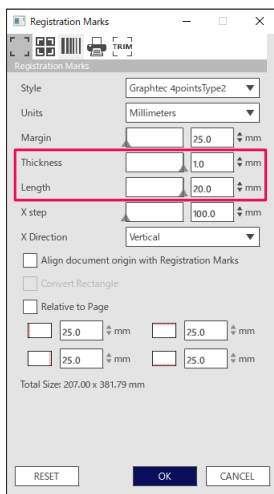 Registration Marks
TRIM
Registration Marks
Style Graphtec 4pointsType2
Units Millimeters
Margin 25.0 mm
Thickness 1.0 mm
Length 20.0 mm
X step 100.0 mm
X Direction Vertical
Align document origin with Registration Marks
Convert Rectangle
Relative to Page
25.0 mm 25.0 mm
25.0 mm 25.0 mm
Total Size: 207.00 x 381.79 mm
RESET OK CANCEL